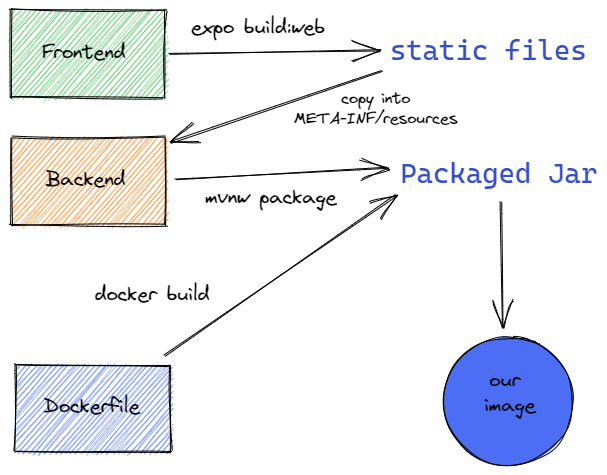 expo build:web
Frontend
static files
copy into
META-INF/resources
Backend
Packaged Jar
mvnw package
docker build
our
image
Dockerfile